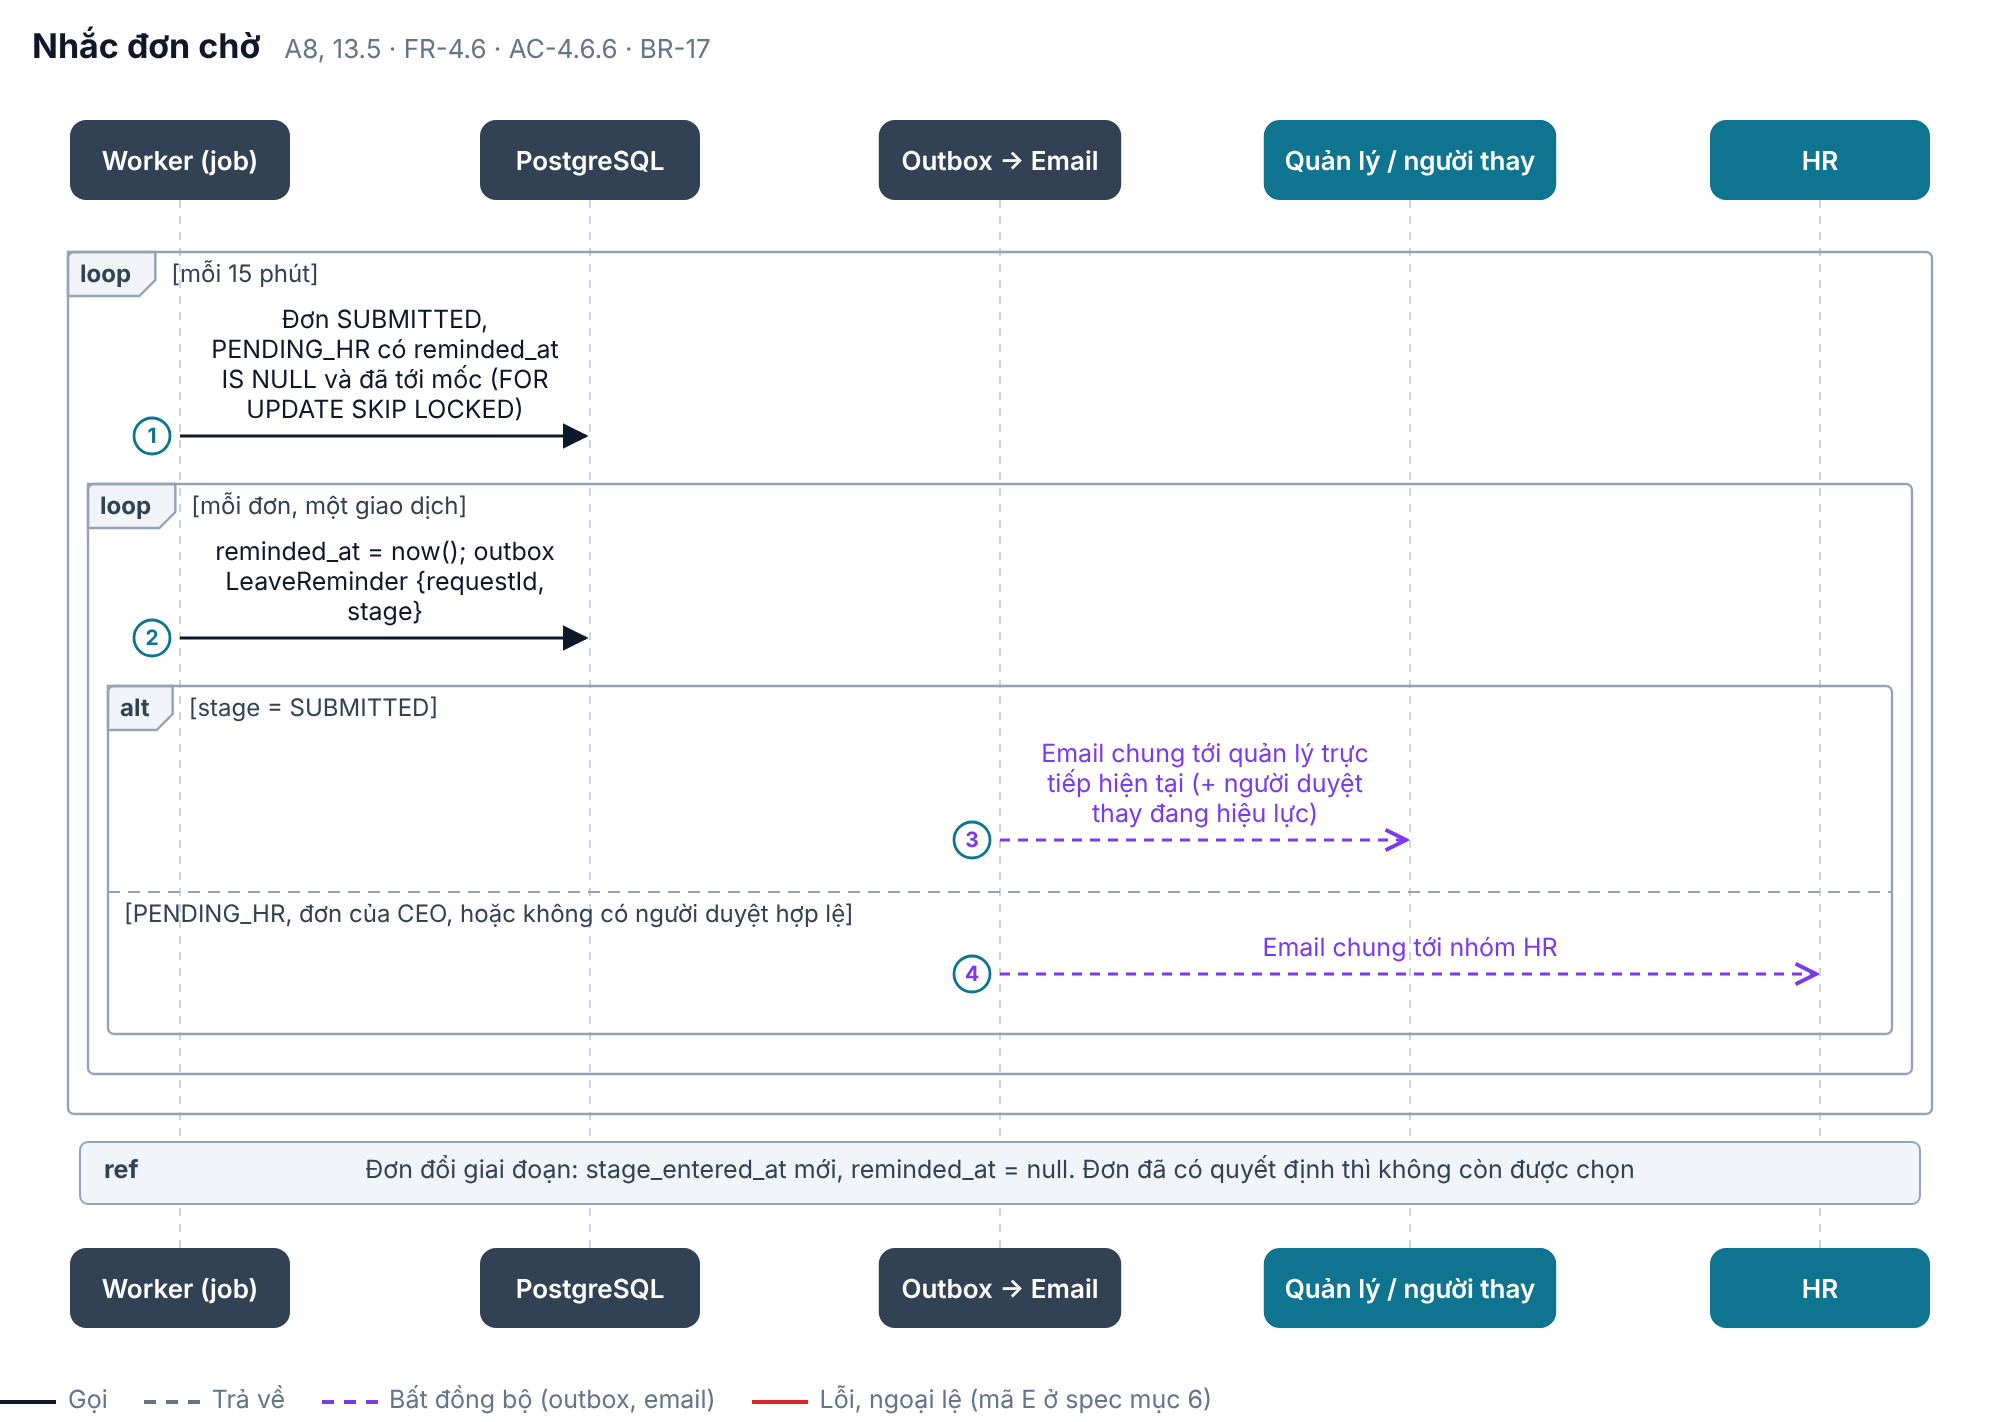 Nhắc đơn chờ A8, 13.5 · FR-4.6 · AC-4.6.6 · BR-17
Worker (job) PostgreSQL Outbox → Email Quản lý / người thay HR
loop [mỗi 15 phút]
Đơn SUBMITTED,
PENDING_HR có reminded_at
IS NULL và đã tới mốc (FOR
UPDATE SKIP LOCKED)
1
loop [mỗi đơn, một giao dịch]
reminded_at = now(); outbox
LeaveReminder {requestId,
stage}
2
alt [stage = SUBMITTED]
Email chung tới quản lý trực
tiếp hiện tại (+ người duyệt
thay đang hiệu lực)
3
[PENDING_HR, đơn của CEO, hoặc không có người duyệt hợp lệ]
Email chung tới nhóm HR
4
ref Đơn đổi giai đoạn: stage_entered_at mới, reminded_at = null. Đơn đã có quyết định thì không còn được chọn
Worker (job) PostgreSQL Outbox → Email Quản lý / người thay HR
Gọi Trả về Bất đồng bộ (outbox, email) Lỗi, ngoại lệ (mã E ở spec mục 6)